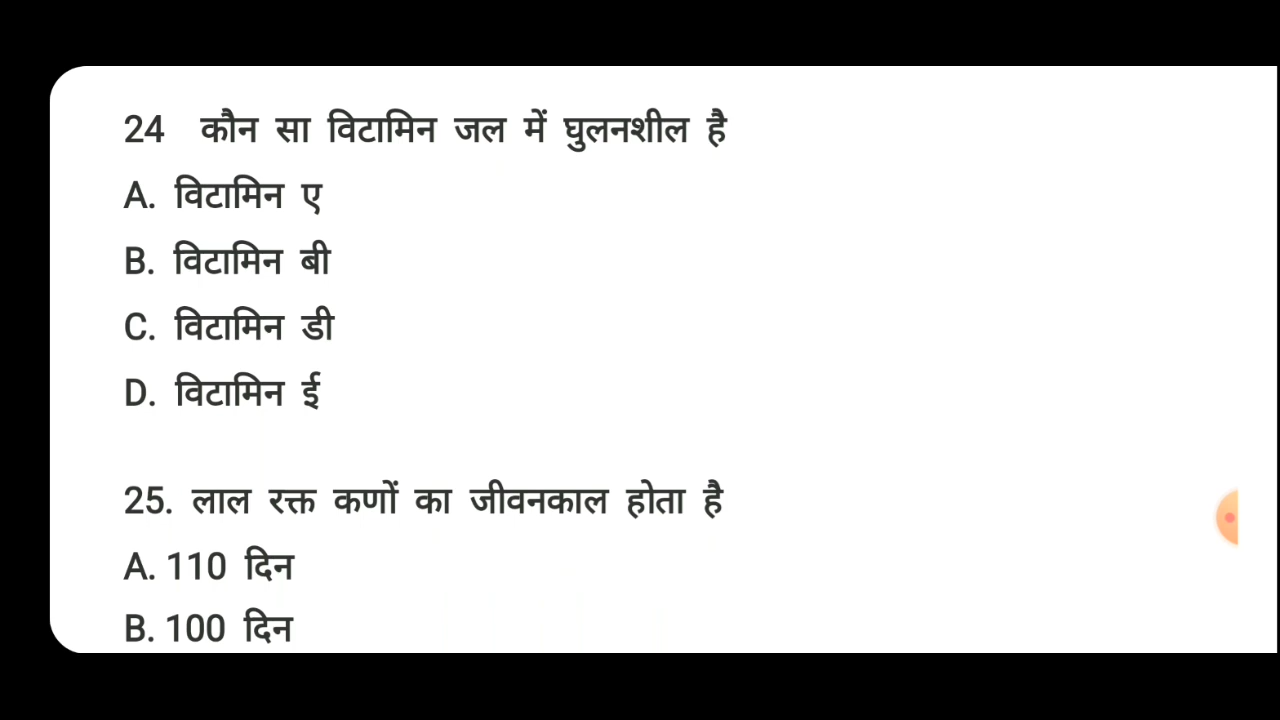 24 कौन सा विटामिन जल में घुलनशील है
A. विटामिन ए
B. विटामिन बी
C. विटामिन डी
D. विटामिन ई
25. लाल रक्त कणों का जीवनकाल होता है
A. 110 दिन
B. 100 दिन